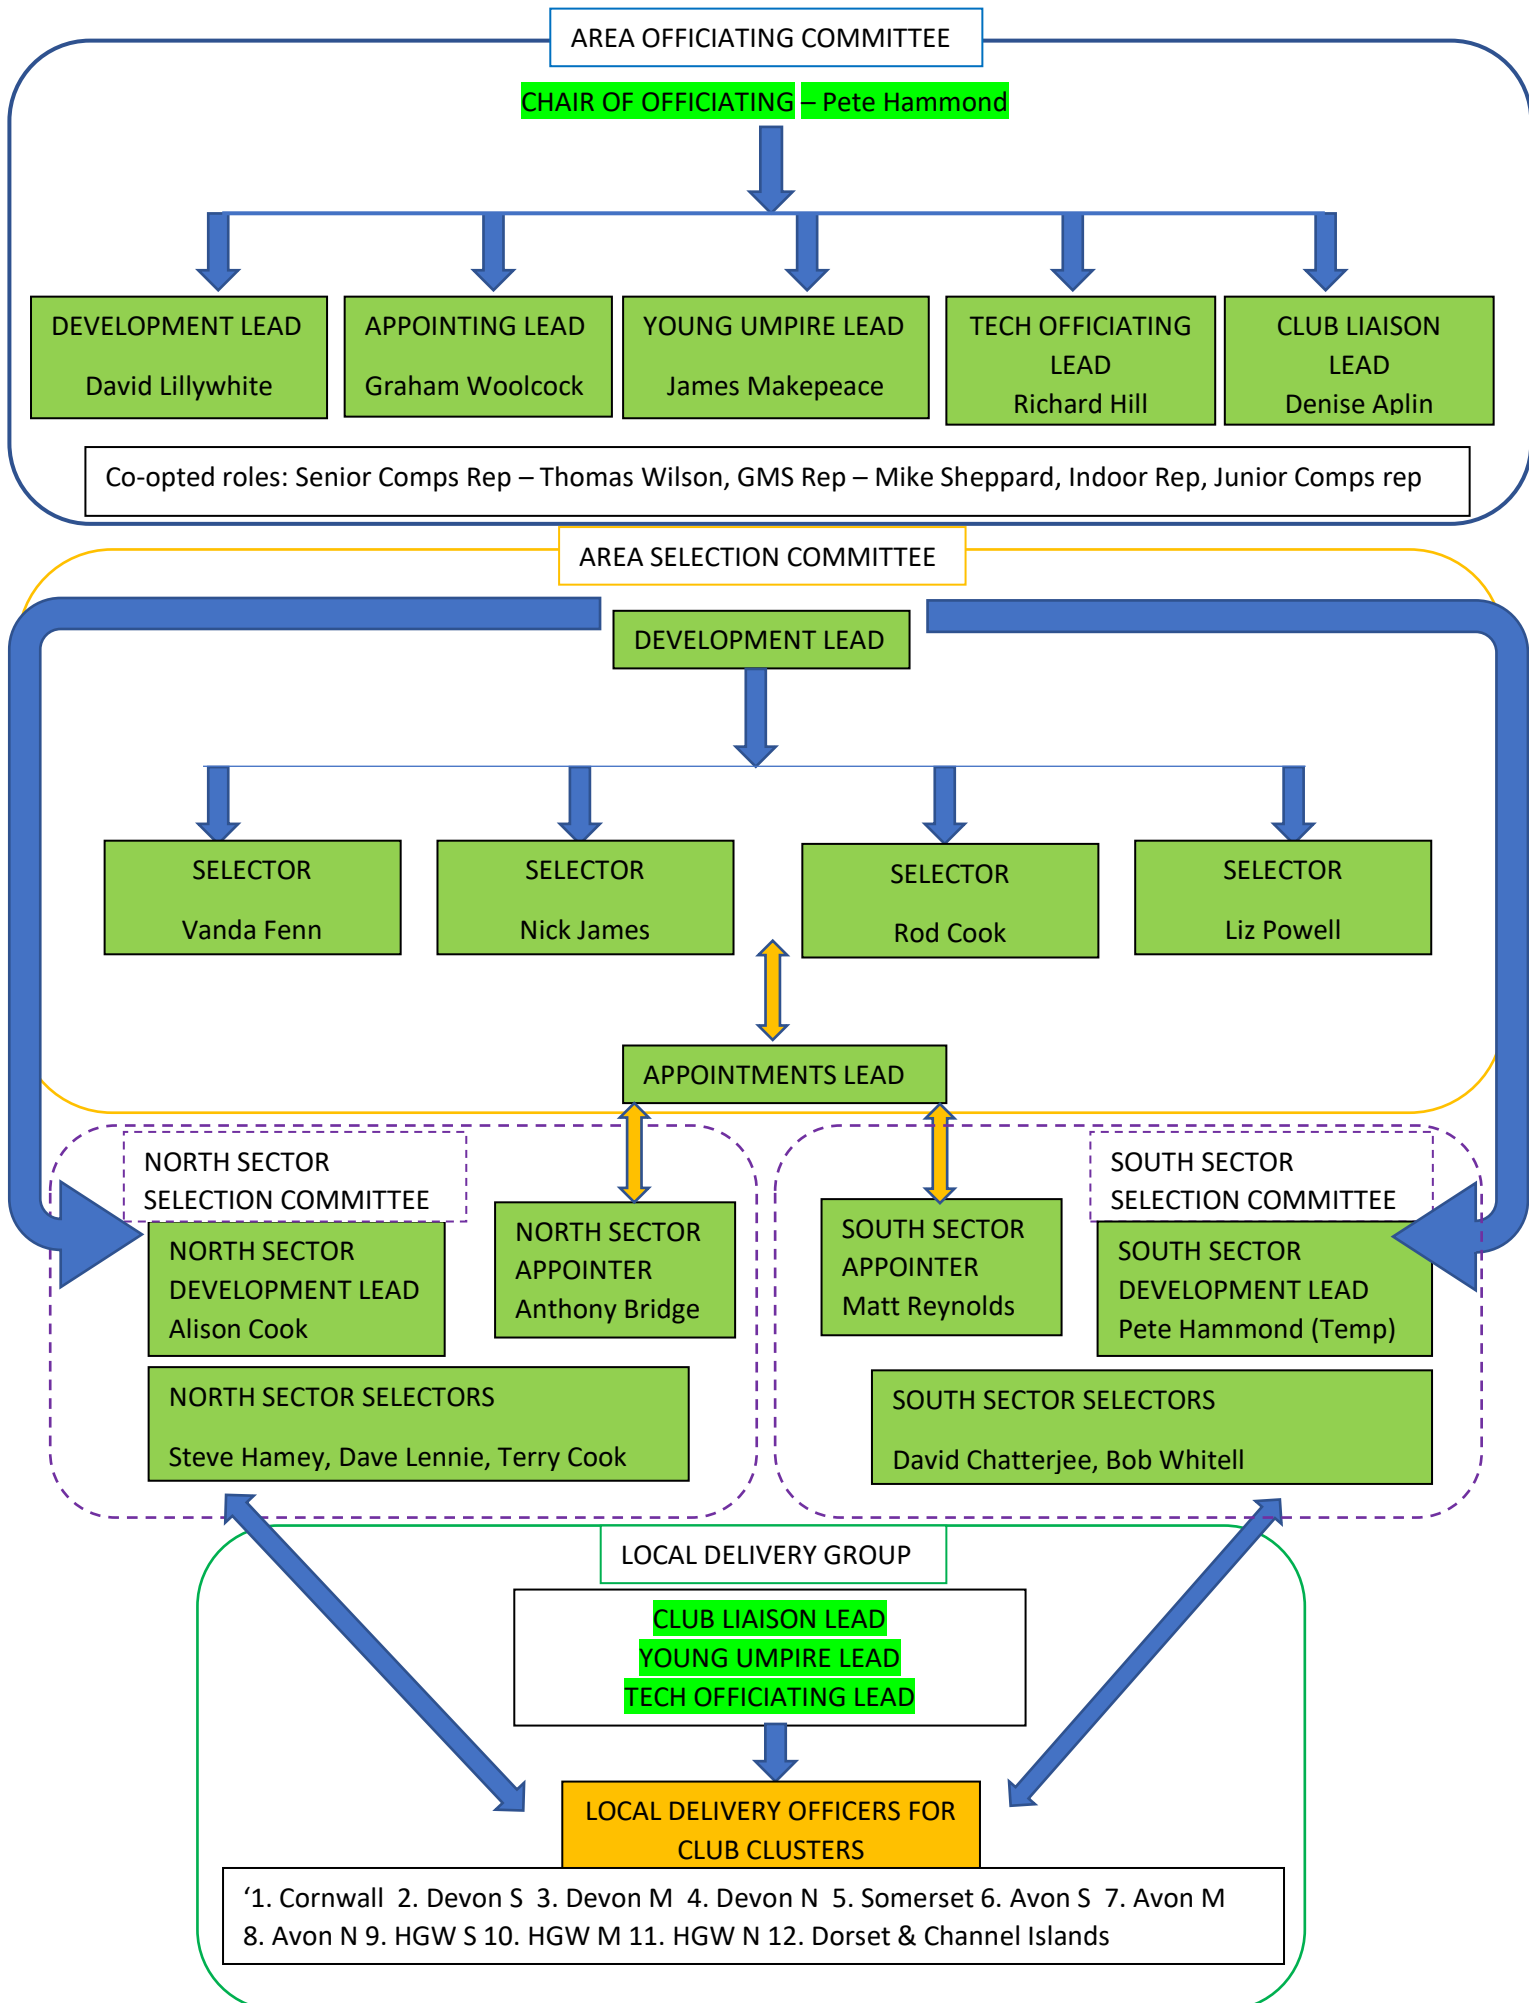 AREA OFFICIATING COMMITTEE
CHAIR OF OFFICIATING – Pete Hammond
DEVELOPMENT LEAD
David Lillywhite
APPOINTING LEAD
Graham Woolcock
YOUNG UMPIRE LEAD
James Makepeace
TECH OFFICIATING
LEAD
Richard Hill
CLUB LIAISON
LEAD
Denise Aplin
Co-opted roles: Senior Comps Rep – Thomas Wilson, GMS Rep – Mike Sheppard, Indoor Rep, Junior Comps rep
AREA SELECTION COMMITTEE
DEVELOPMENT LEAD
SELECTOR
Vanda Fenn
SELECTOR
Nick James
SELECTOR
Rod Cook
SELECTOR
Liz Powell
APPOINTMENTS LEAD
NORTH SECTOR
SELECTION COMMITTEE
NORTH SECTOR
DEVELOPMENT LEAD
Alison Cook
NORTH SECTOR
APPOINTER
Anthony Bridge
NORTH SECTOR SELECTORS
Steve Hamey, Dave Lennie, Terry Cook
SOUTH SECTOR
SELECTION COMMITTEE
SOUTH SECTOR
APPOINTER
Matt Reynolds
SOUTH SECTOR
DEVELOPMENT LEAD
Pete Hammond (Temp)
SOUTH SECTOR SELECTORS
David Chatterjee, Bob Whitell
LOCAL DELIVERY GROUP
CLUB LIAISON LEAD
YOUNG UMPIRE LEAD
TECH OFFICIATING LEAD
LOCAL DELIVERY OFFICERS FOR
CLUB CLUSTERS
‘1. Cornwall 2. Devon S 3. Devon M 4. Devon N 5. Somerset 6. Avon S 7. Avon M
8. Avon N 9. HGW S 10. HGW M 11. HGW N 12. Dorset & Channel Islands